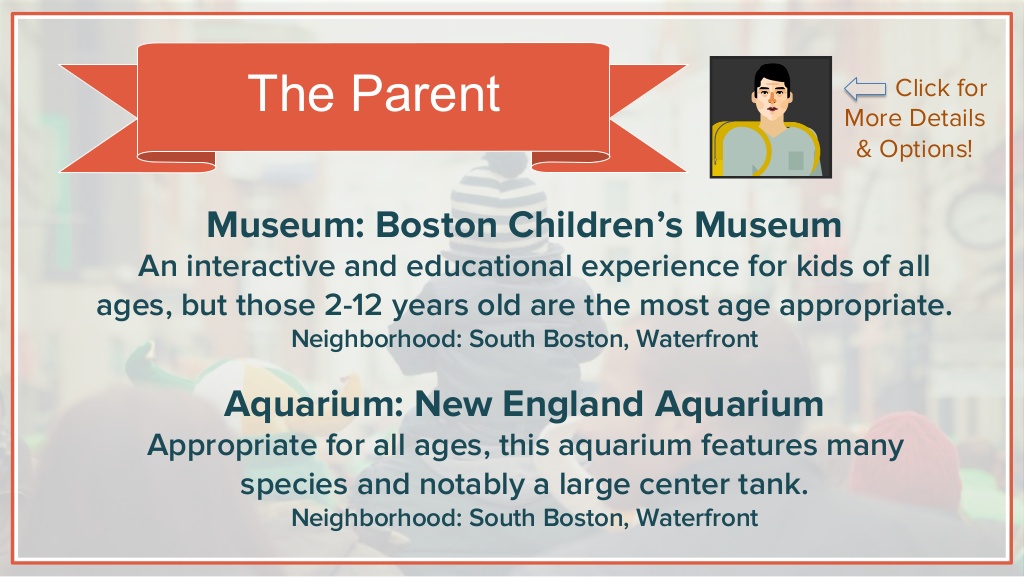 The Parent
Click for
More Details
& Options!
Museum: Boston Children’s Museum
An interactive and educational experience for kids of all
ages, but those 2-12 years old are the most age appropriate.
Neighborhood: South Boston, Waterfront
Aquarium: New England Aquarium
Appropriate for all ages, this aquarium features many
species and notably a large center tank.
Neighborhood: South Boston, Waterfront